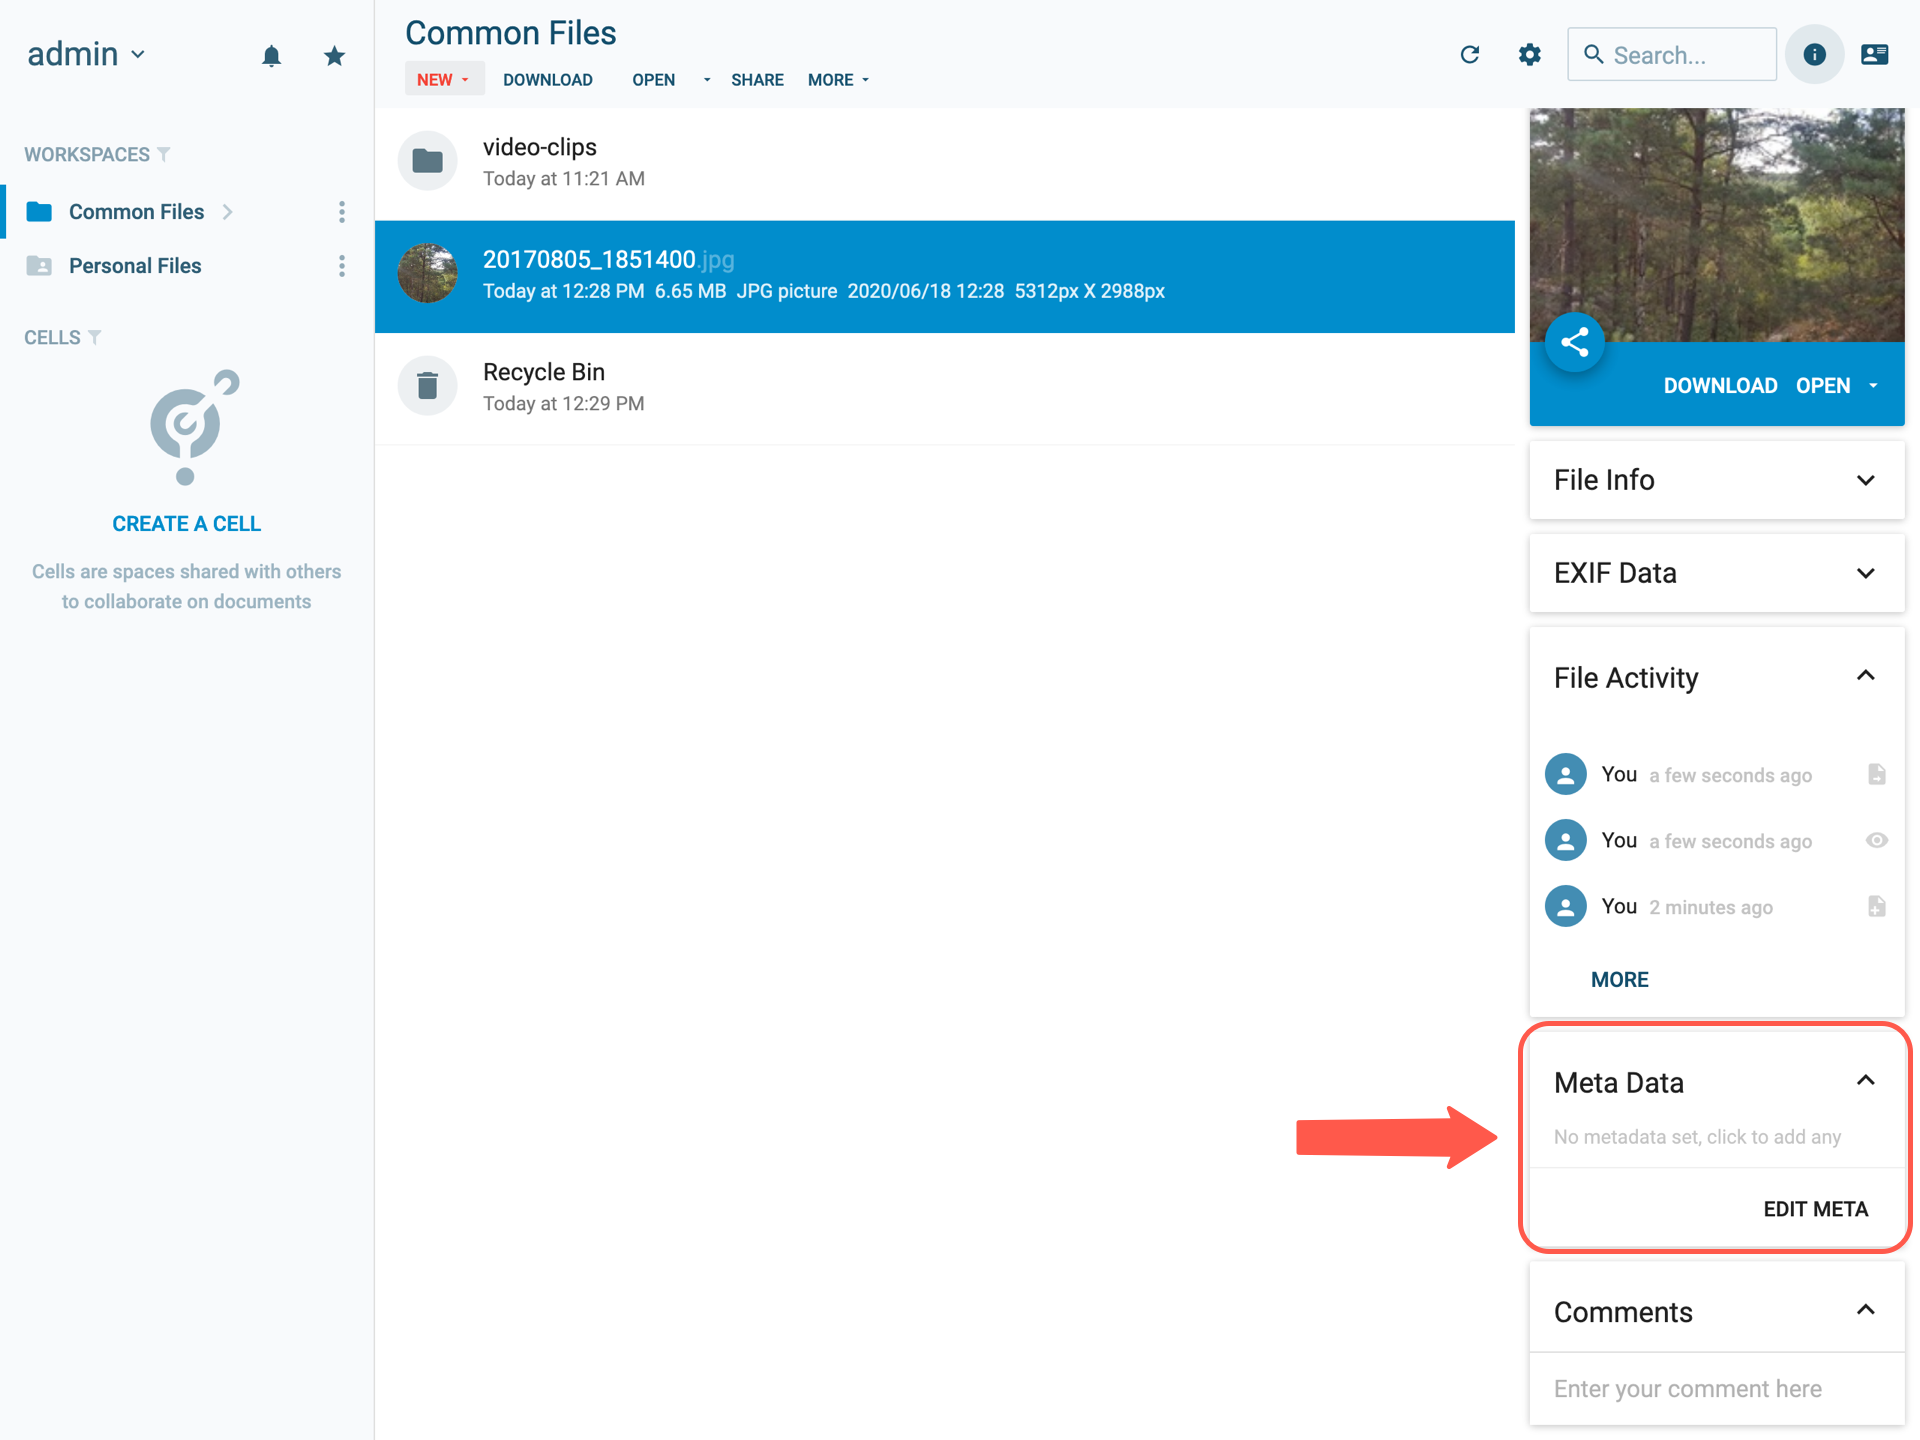 admin
WORKSPACES
Common Files
Personal Files
CELLS
CREATE A CELL
Cells are spaces shared with others
to collaborate on documents
Common Files
NEW
DOWNLOAD
OPEN
SHARE
MORE
Search...
video-clips
Today at 11:21 AM
20170805_1851400.jpg
Today at 12:28 PM 6.65 MB JPG picture 2020/06/18 12:28 5312px X 2988px
Recycle Bin
Today at 12:29 PM
DOWNLOAD OPEN
File Info
EXIF Data
File Activity
You a few seconds ago
You a few seconds ago
You 2 minutes ago
MORE
Meta Data
No metadata set, click to add any
EDIT META
Comments
Enter your comment here